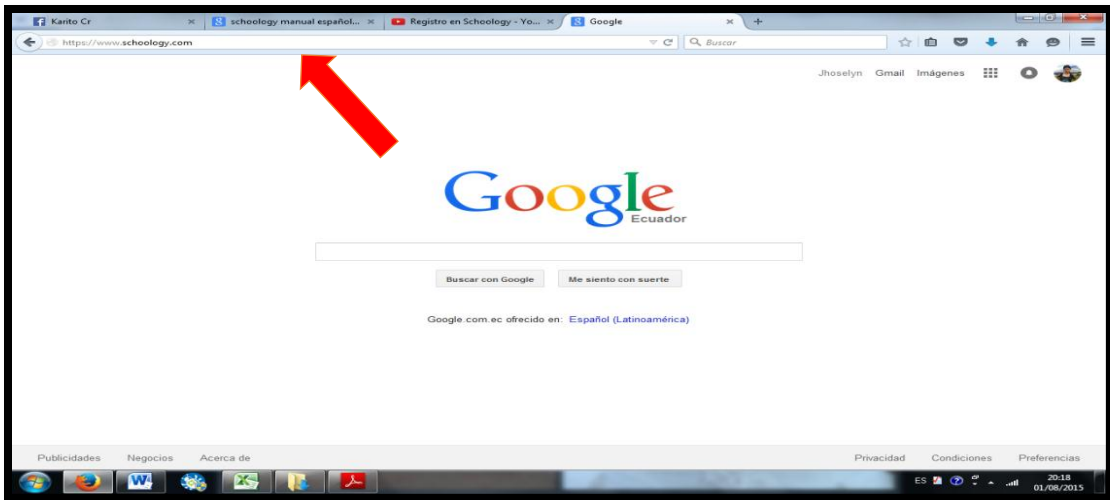 Karito Cr
schoology manual español...
Registro en Schoology - Yo...
Google
https://www.schoology.com
Buscar
Jhoselyn Gmail Imágenes
Google
Ecuador
Buscar con Google Me siento con suerte
Google.com.ec ofrecido en: Español (Latinoamérica)
Publicidades Negocios Acerca de Privacidad Condiciones Preferencias
ES 20:18
01/08/2015